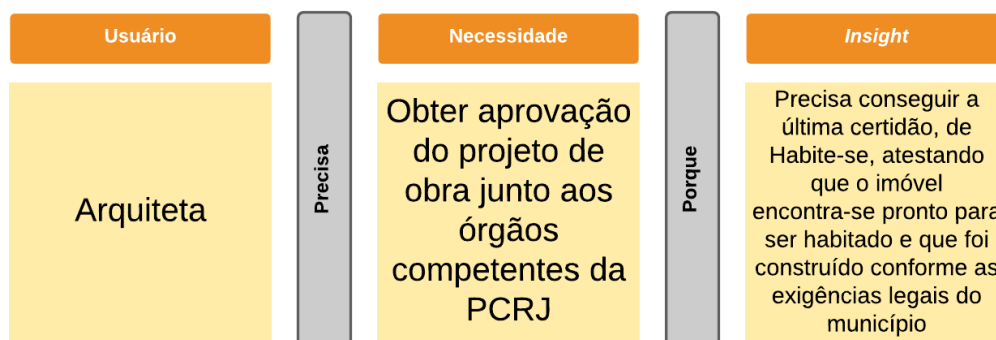 Usuário
Necessidade
Insight
Arquiteta
Precisa
Obter aprovação
do projeto de
obra junto aos
órgãos
competentes da
PCRJ
Porque
Precisa conseguir a
última certidão, de
Habite-se, atestando
que o imóvel
encontra-se pronto para
ser habitado e que foi
construído conforme as
exigências legais do
município